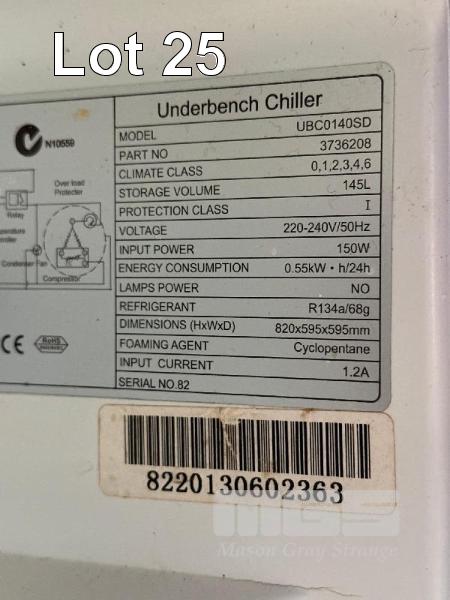 Lot 25
Underbench Chiller
N10559
MODEL UBC0140SD
PART NO 3736208
CLIMATE CLASS 0,1,2,3,4,6
STORAGE VOLUME 145L
PROTECTION CLASS I
VOLTAGE 220-240V/50Hz
INPUT POWER 150W
ENERGY CONSUMPTION 0.55kW·h/24h
LAMPS POWER NO
REFRIGERANT R134a/68g
DIMENSIONS (HxWxD) 820x595x595mm
FOAMING AGENT Cyclopentane
INPUT CURRENT 1.2A
SERIAL NO.82
Over load
Protecter
Relay
Condenser Fan
Compressor
CE
RoHS
8220130602363
MGS
Mason Gray Strange